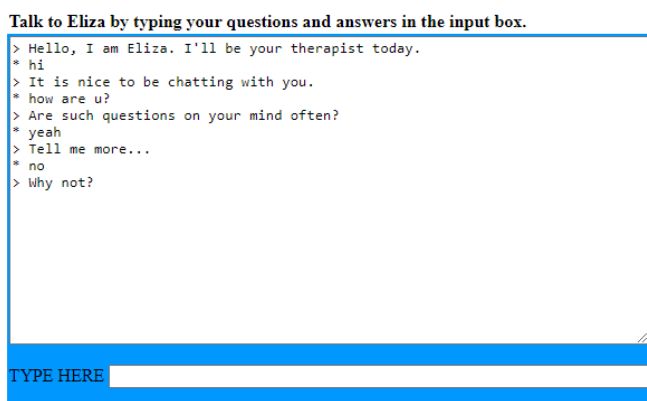 Talk to Eliza by typing your questions and answers in the input box.
> Hello, I am Eliza. I'll be your therapist today.
* hi
> It is nice to be chatting with you.
* how are u?
> Are such questions on your mind often?
* yeah
> Tell me more...
* no
> Why not?
TYPE HERE